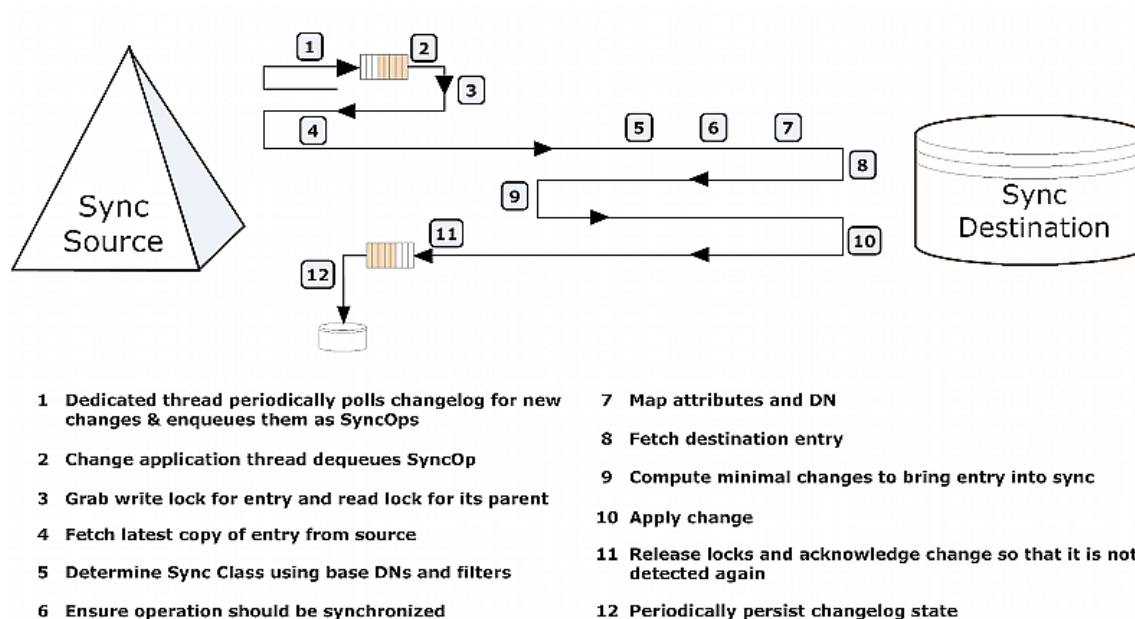 1
2
3
4
5
6
7
8
9
10
11
12
Sync
Source
Sync
Destination
1 Dedicated thread periodically polls changelog for new
changes & enqueues them as SyncOps
2 Change application thread dequeues SyncOp
3 Grab write lock for entry and read lock for its parent
4 Fetch latest copy of entry from source
5 Determine Sync Class using base DNs and filters
6 Ensure operation should be synchronized
7 Map attributes and DN
8 Fetch destination entry
9 Compute minimal changes to bring entry into sync
10 Apply change
11 Release locks and acknowledge change so that it is not
detected again
12 Periodically persist changelog state